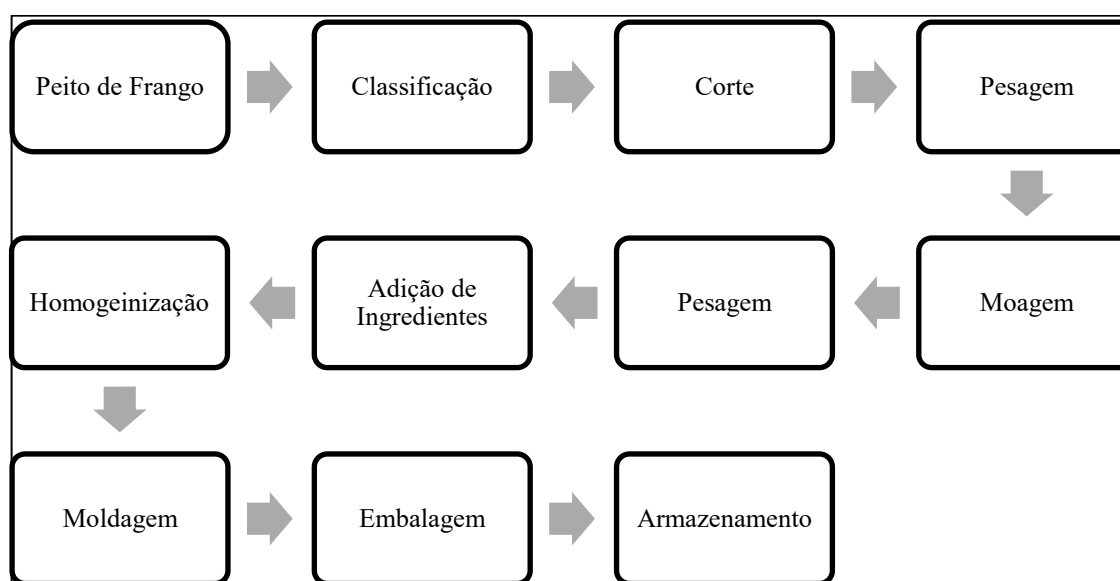 Peito de Frango
Classificação
Corte
Pesagem
Moagem
Pesagem
Adição de
Ingredientes
Homogeinização
Moldagem
Embalagem
Armazenamento